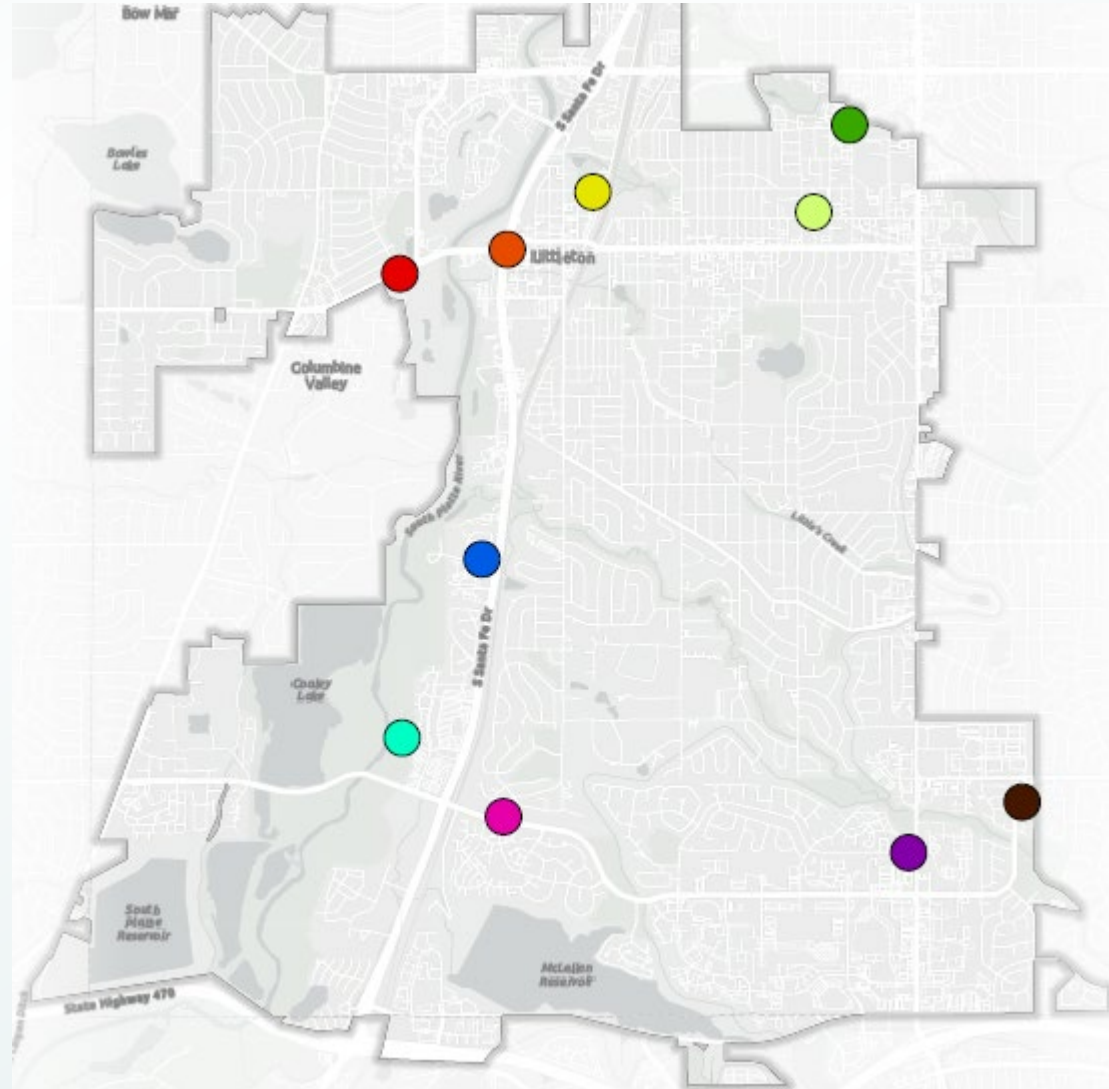 Bow Mar
S Santa Fe Dr
Bowles
Lake
Littleton
Columbine
Valley
South Platte River
Little's Creek
S Santa Fe Dr
Cooley
Lake
South
Platte
Reservoir
McLellan
Reservoir
State Highway 470